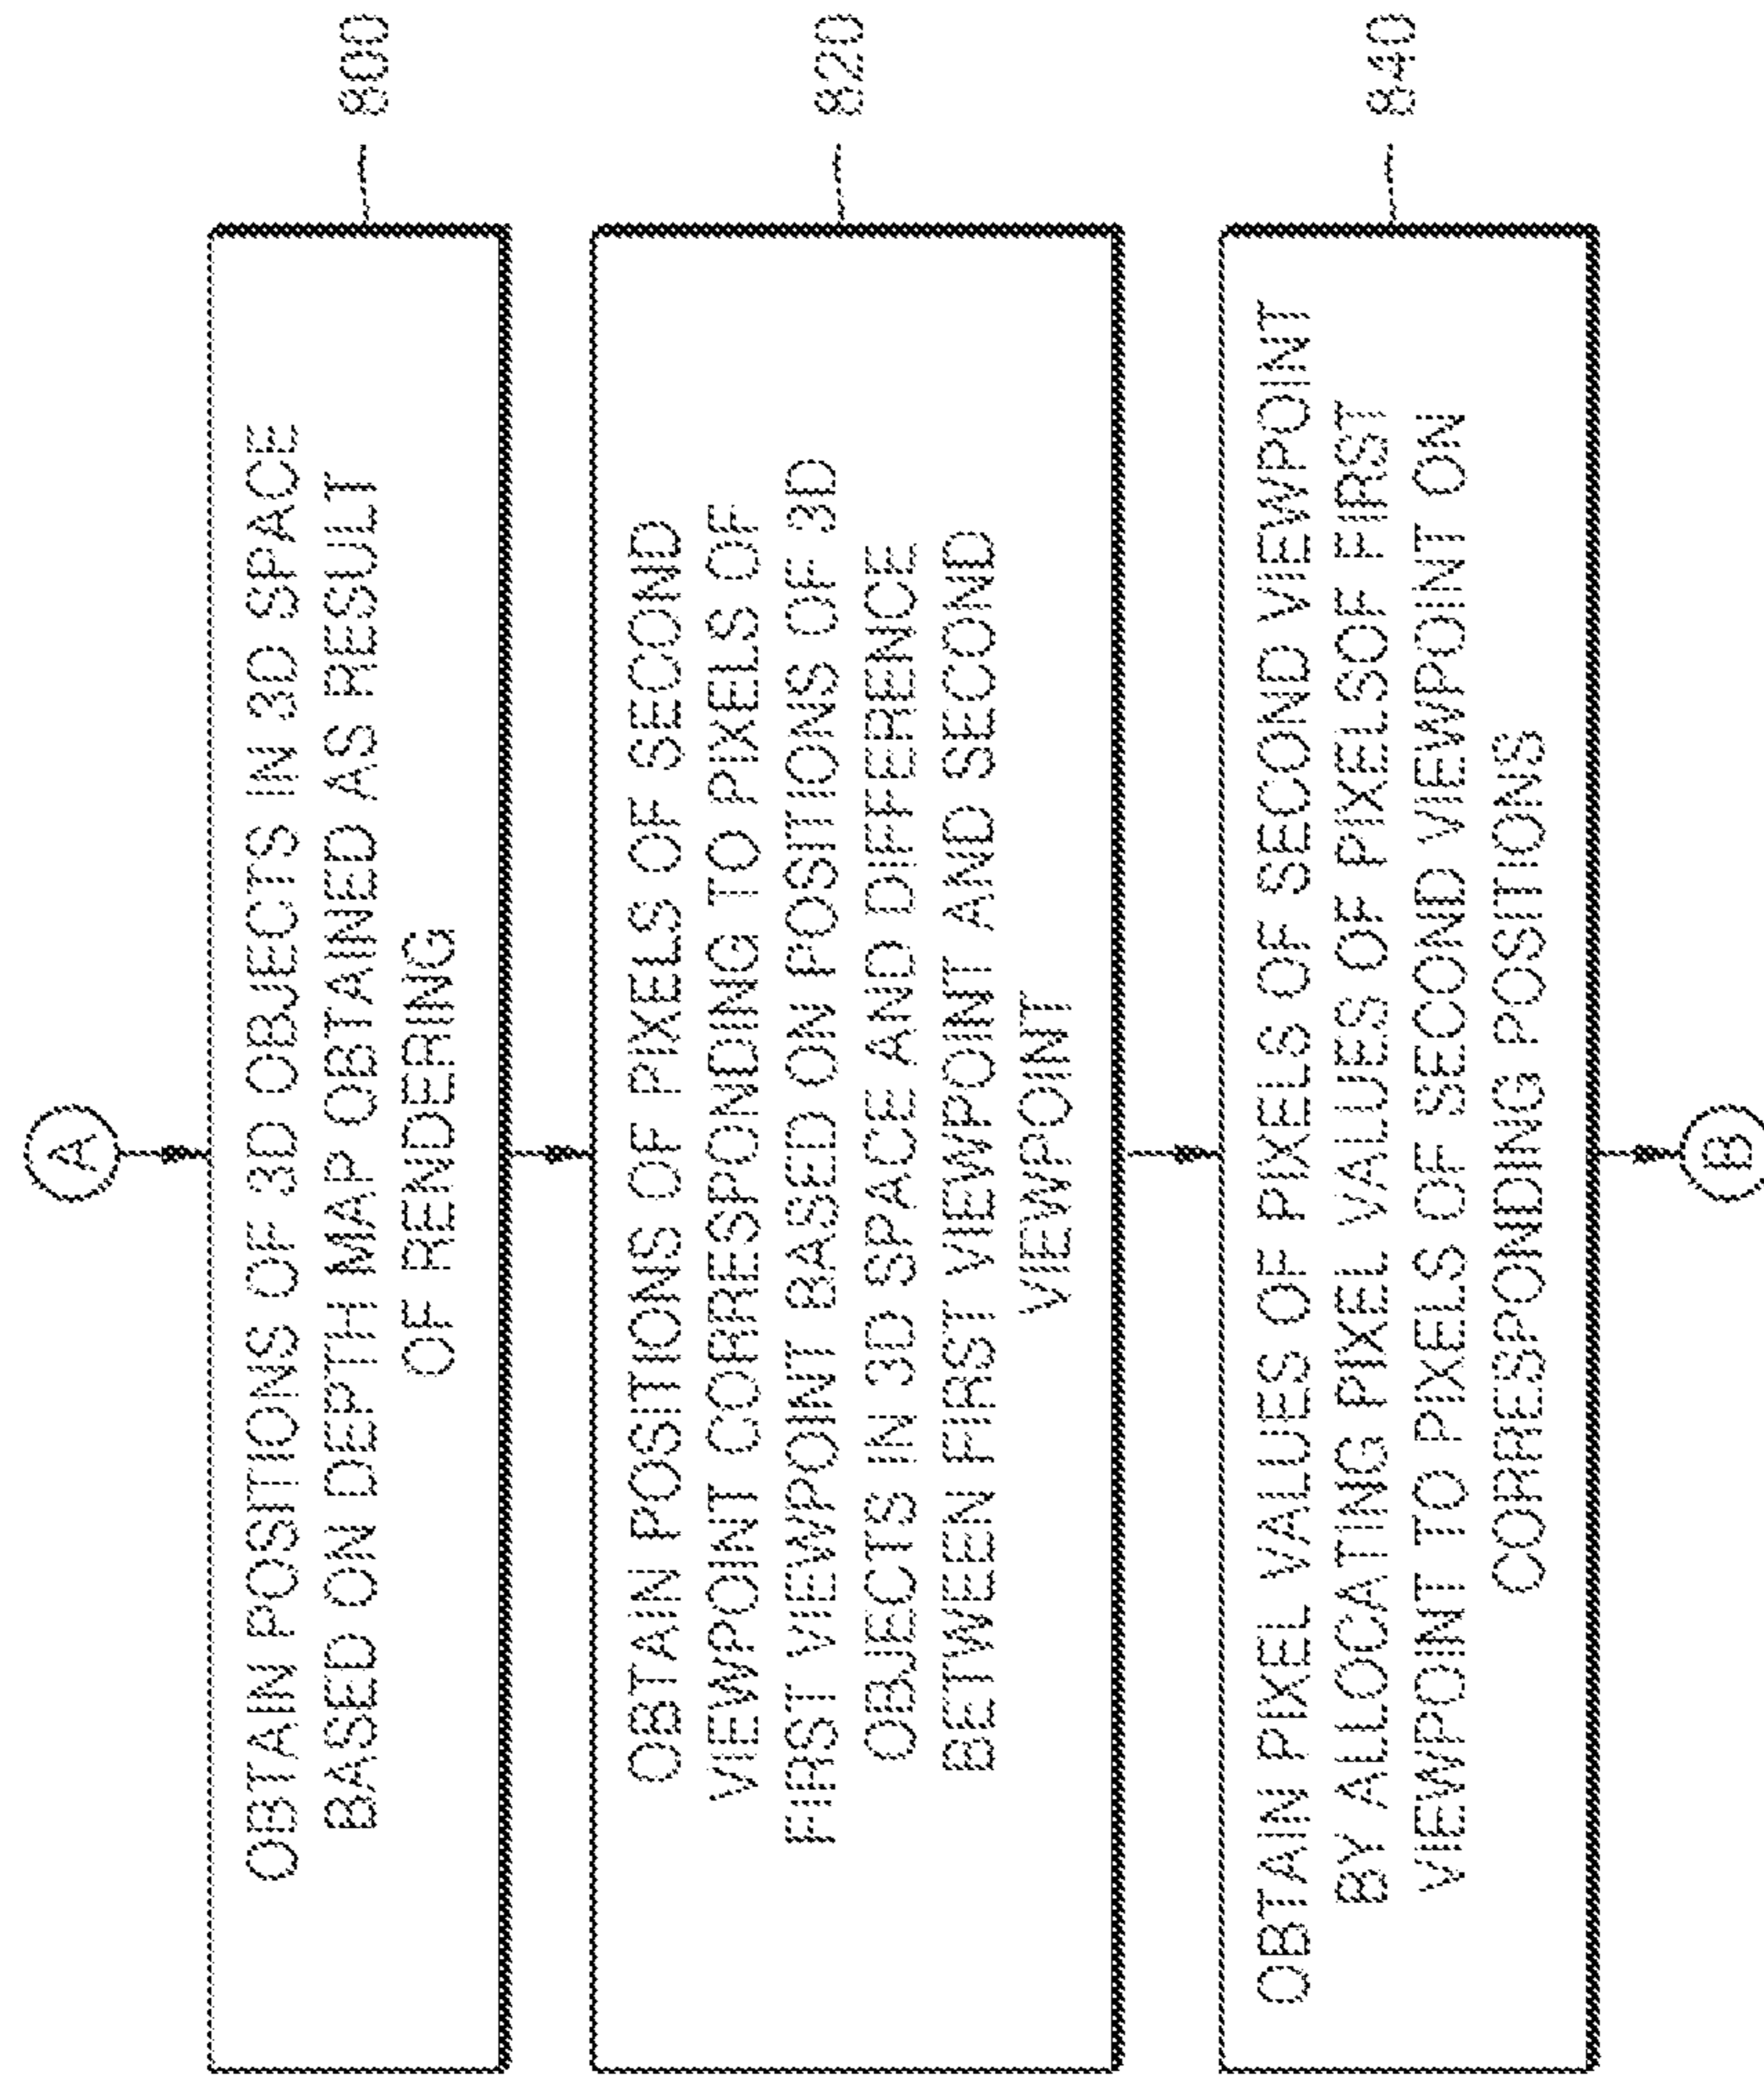 A
OBTAIN POSITIONS OF 3D OBJECTS IN 3D SPACE
BASED ON DEPTH MAP OBTAINED AS RESULT
OF RENDERING
800
OBTAIN POSITIONS OF PIXELS OF SECOND
VIEWPOINT CORRESPONDING TO PIXELS OF
FIRST VIEWPOINT BASED ON POSITIONS OF 3D
OBJECTS IN 3D SPACE AND DIFFERENCE
BETWEEN FIRST VIEWPOINT AND SECOND
VIEWPOINT
820
OBTAIN PIXEL VALUES OF PIXELS OF SECOND VIEWPOINT
BY ALLOCATING PIXEL VALUES OF PIXELSOF FIRST
VIEWPOINT TO PIXELS OF SECOND VIEWPOINT ON
CORRESPONDING POSITIONS
840
B